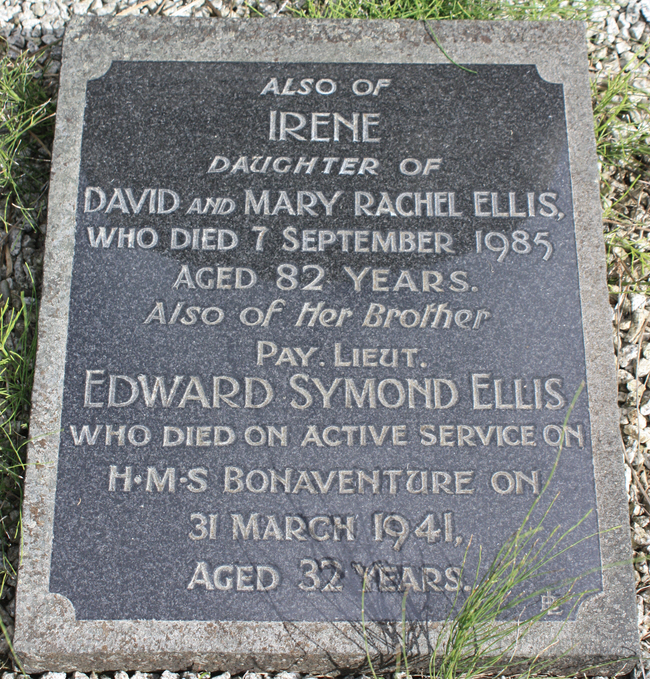 ALSO OF
IRENE
DAUGHTER OF
DAVID AND MARY RACHEL ELLIS,
WHO DIED 7 SEPTEMBER 1985
AGED 82 YEARS.
Also of Her Brother
PAY. LIEUT.
EDWARD SYMOND ELLIS
WHO DIED ON ACTIVE SERVICE ON
H·M·S BONAVENTURE ON
31 MARCH 1941,
AGED 32 YEARS.